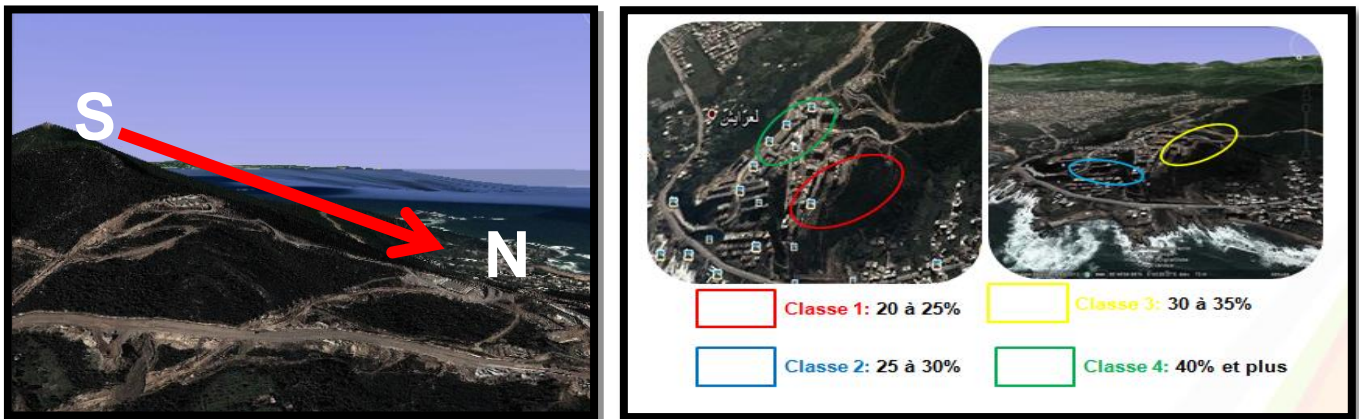 S
N
لعرايش
Classe 1: 20 à 25%
Classe 3: 30 à 35%
Classe 2: 25 à 30%
Classe 4: 40% et plus